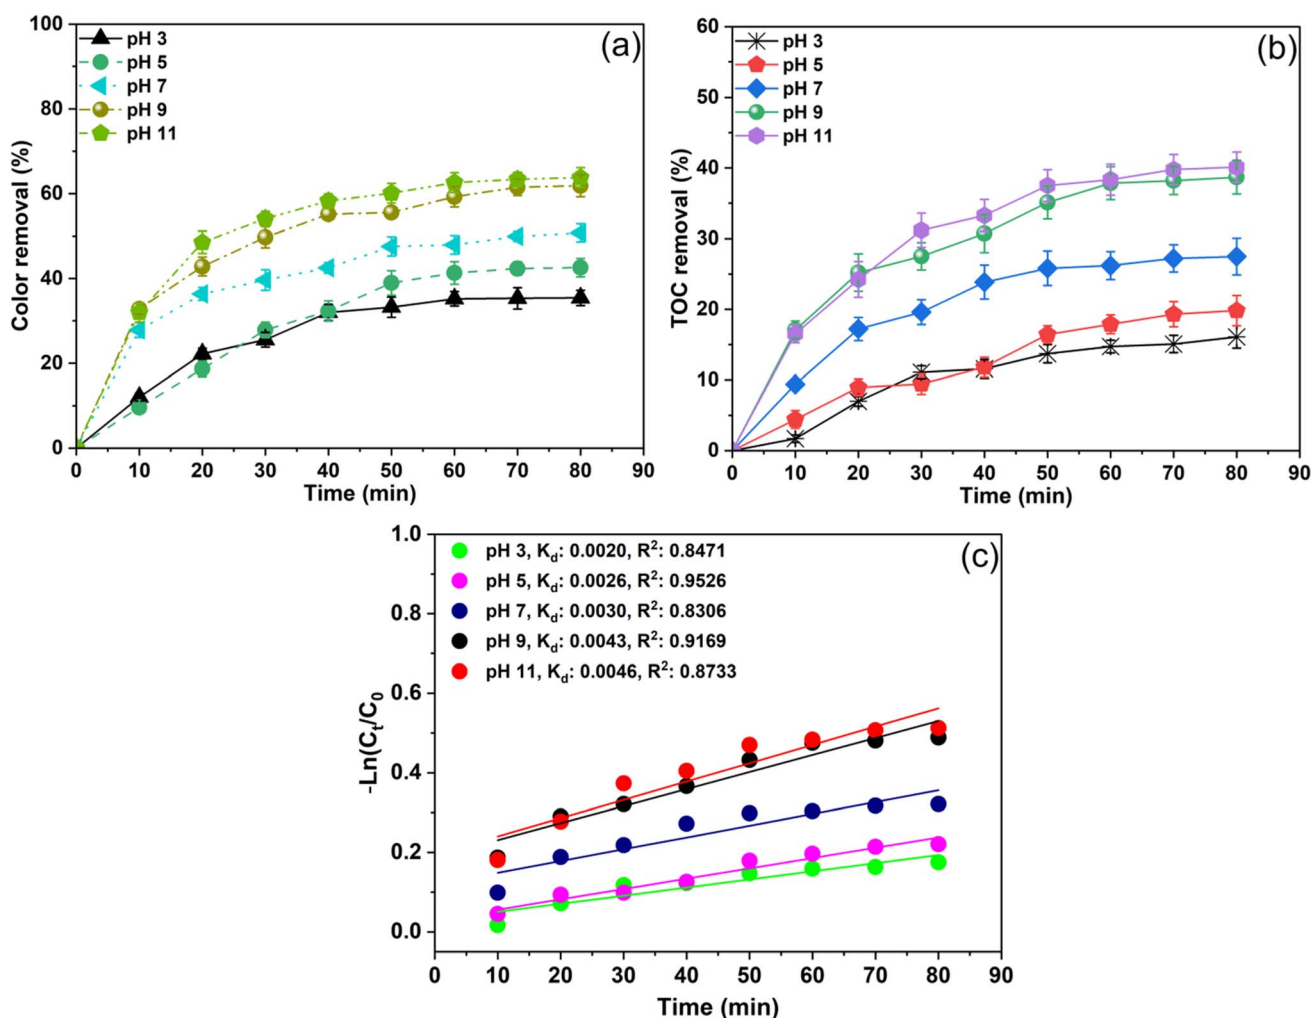 (a)
pH 3
pH 5
pH 7
pH 9
pH 11
Color removal (%)
100
80
60
40
20
0
0 10 20 30 40 50 60 70 80 90
Time (min)
(b)
pH 3
pH 5
pH 7
pH 9
pH 11
TOC removal (%)
60
50
40
30
20
10
0
0 10 20 30 40 50 60 70 80 90
Time (min)
(c)
pH 3, Kd: 0.0020, R²: 0.8471
pH 5, Kd: 0.0026, R²: 0.9526
pH 7, Kd: 0.0030, R²: 0.8306
pH 9, Kd: 0.0043, R²: 0.9169
pH 11, Kd: 0.0046, R²: 0.8733
-Ln(Ct/C0
1.0
0.8
0.6
0.4
0.2
0.0
0 10 20 30 40 50 60 70 80 90
Time (min)